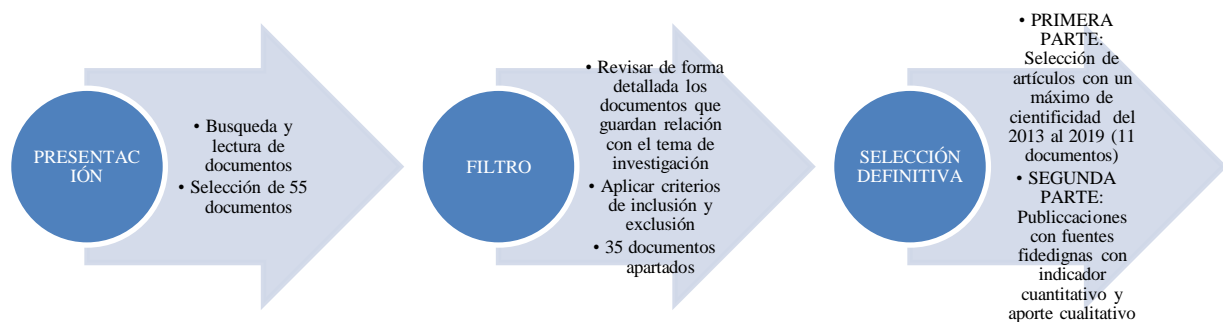 PRESENTAC
IÓN
• Busqueda y
lectura de
documentos
• Selección de 55
documentos
FILTRO
• Revisar de forma
detallada los
documentos que
guardan relación
con el tema de
investigación
• Aplicar criterios
de inclusión y
exclusión
• 35 documentos
apartados
SELECCIÓN
DEFINITIVA
• PRIMERA
PARTE:
Selección de
artículos con un
máximo de
cientificidad del
2013 al 2019 (11
documentos)
• SEGUNDA
PARTE:
Publiccaciones
con fuentes
fidedignas con
indicador
cuantitativo y
aporte cualitativo